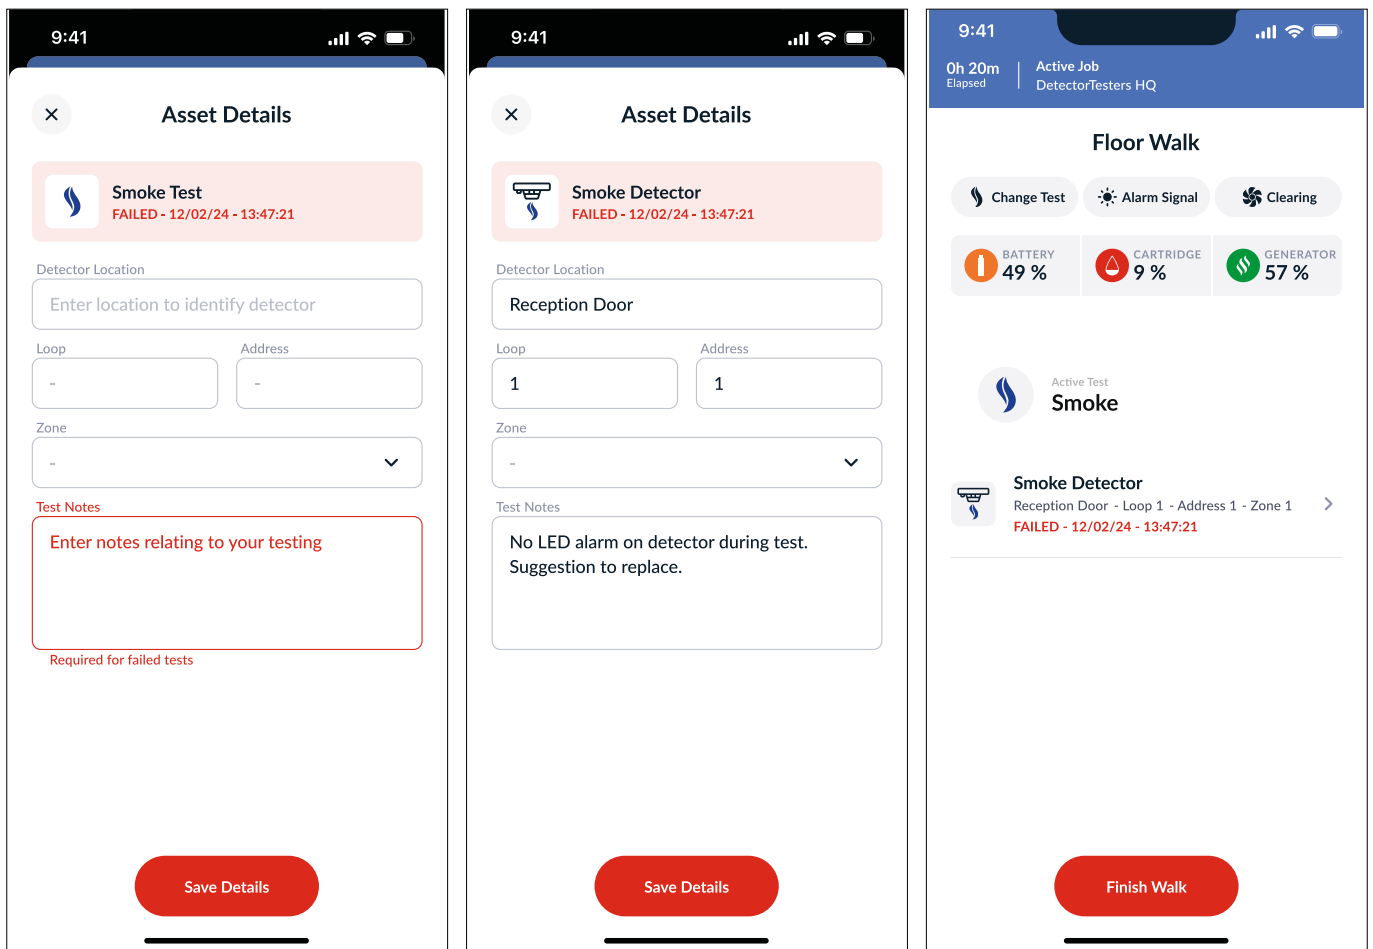 9:41
Asset Details
Smoke Test
FAILED - 12/02/24 - 13:47:21
Detector Location
Enter location to identify detector
Loop
Address
-
-
Zone
-
Test Notes
Enter notes relating to your testing
Required for failed tests
Save Details
9:41
Asset Details
Smoke Detector
FAILED - 12/02/24 - 13:47:21
Detector Location
Reception Door
Loop
Address
1
1
Zone
-
Test Notes
No LED alarm on detector during test.
Suggestion to replace.
Save Details
9:41
0h 20m
Elapsed
Active Job
DetectorTesters HQ
Floor Walk
Change Test
Alarm Signal
Clearing
BATTERY
49 %
CARTRIDGE
9 %
GENERATOR
57 %
Active Test
Smoke
Smoke Detector
Reception Door - Loop 1 - Address 1 - Zone 1
FAILED - 12/02/24 - 13:47:21
Finish Walk